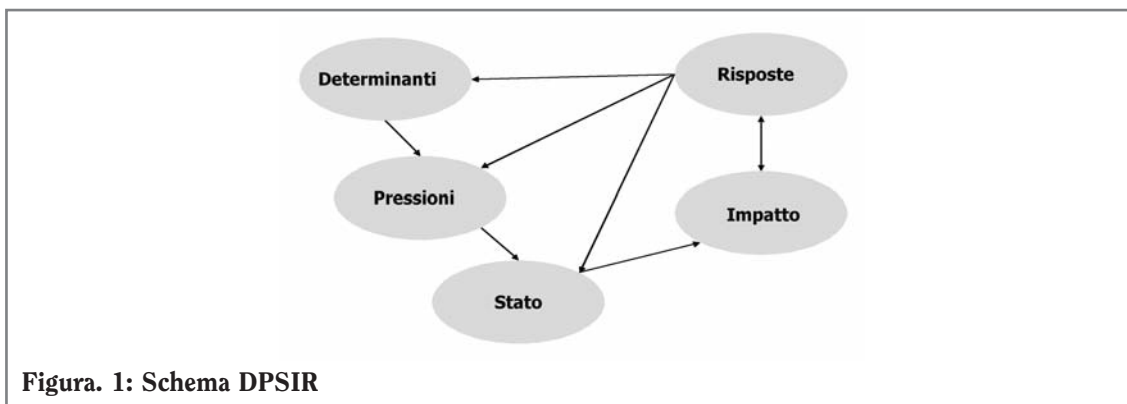 Determinanti
Risposte
Pressioni
Impatto
Stato
Figura. 1: Schema DPSIR